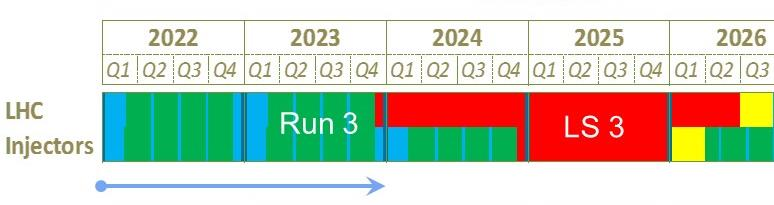 2022 2023 2024 2025 2026
Q1 Q2 Q3 Q4 Q1 Q2 Q3 Q4 Q1 Q2 Q3 Q4 Q1 Q2 Q3 Q4 Q1 Q2 Q3
LHC
Run 3 LS 3
Injectors